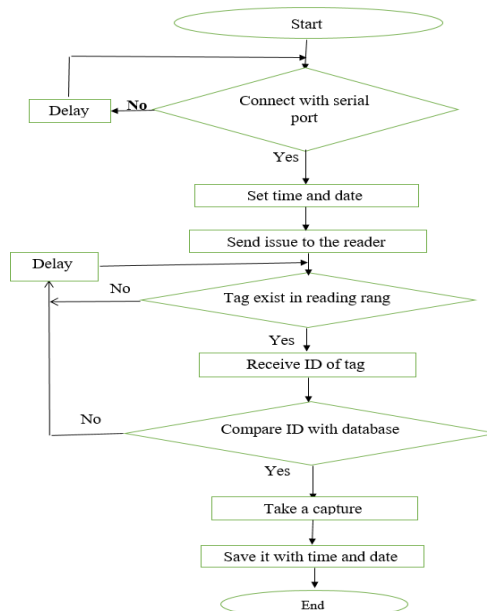 Start
Connect with serial
port
No
Delay
Yes
Set time and date
Send issue to the reader
Delay
No
Tag exist in reading rang
Yes
Receive ID of tag
No
Compare ID with database
Yes
Take a capture
Save it with time and date
End